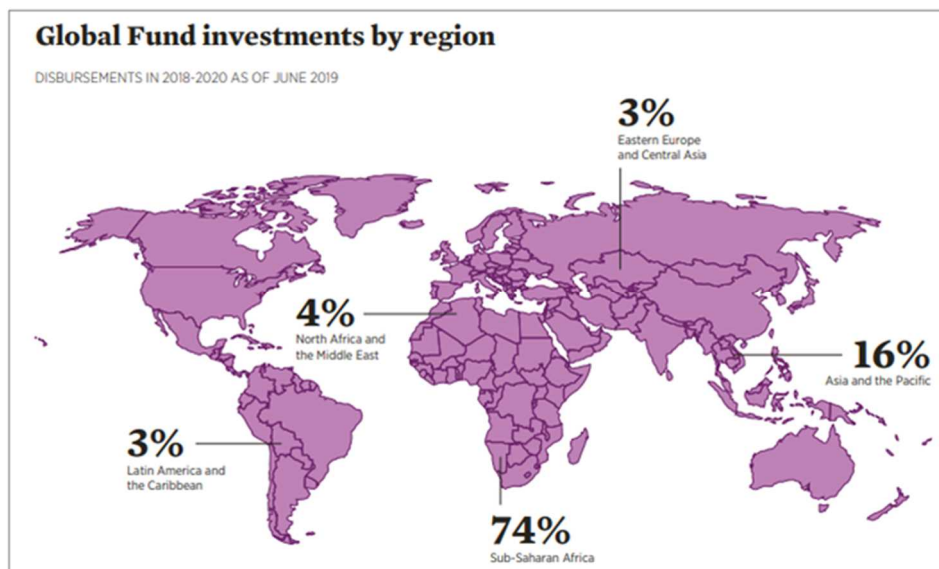 Global Fund investments by region
DISBURSEMENTS IN 2018-2020 AS OF JUNE 2019
3%
Eastern Europe
and Central Asia
4%
North Africa and
the Middle East
16%
Asia and the Pacific
3%
Latin America and
the Caribbean
74%
Sub-Saharan Africa